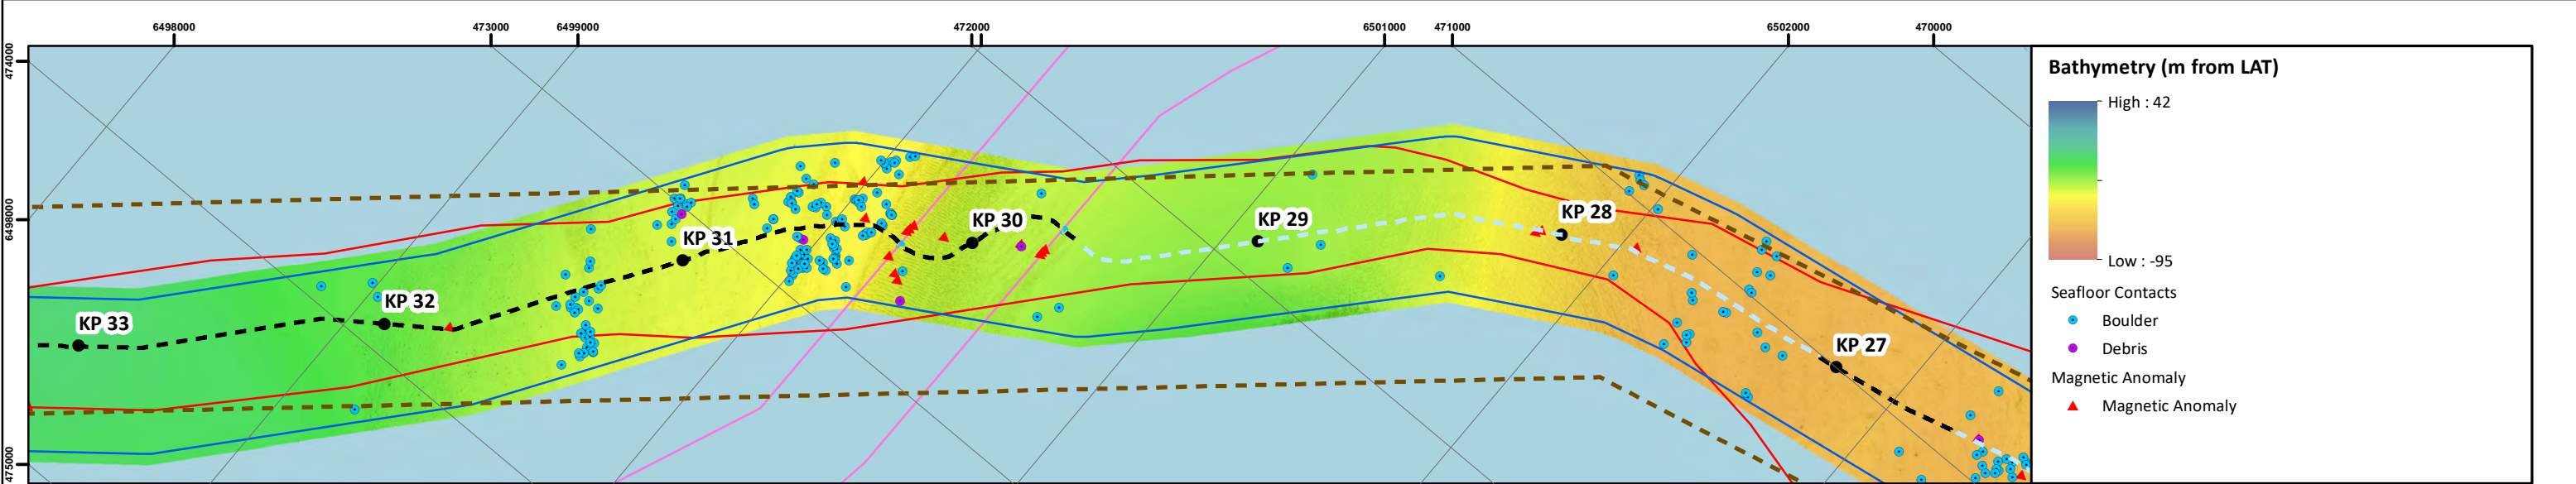 6498000
473000
6499000
472000
6501000
471000
6502000
470000
474000
6498000
475000
KP 33
KP 32
KP 31
KP 30
KP 29
KP 28
KP 27
Bathymetry (m from LAT)
High : 42
Low : -95
Seafloor Contacts
Boulder
Debris
Magnetic Anomaly
Magnetic Anomaly